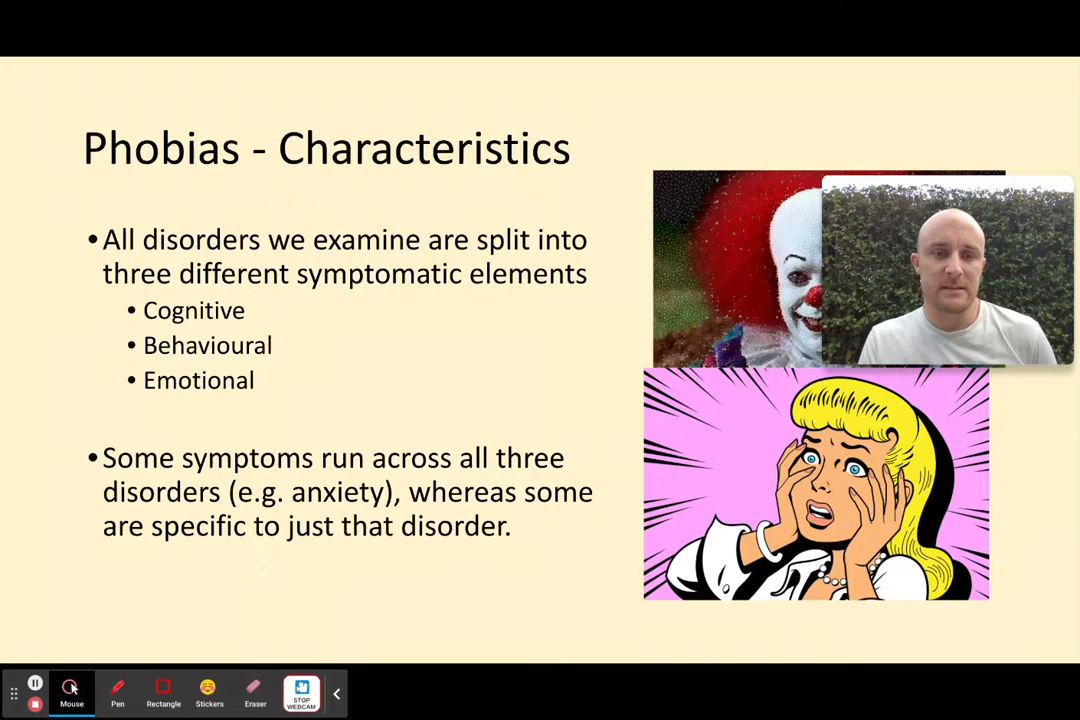 Phobias - Characteristics
•All disorders we examine are split into
three different symptomatic elements
• Cognitive
• Behavioural
• Emotional
•Some symptoms run across all three
disorders (e.g. anxiety), whereas some
are specific to just that disorder.
Mouse
Pen
Rectangle
Stickers
Eraser
STOP
WEBCAM